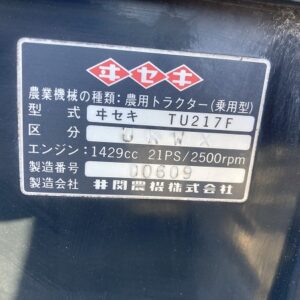 ヰセキ
農業機械の種類：農用トラクター(乗用型)
型式 ヰセキ TU217F
区分 UKWX
エンジン：1429cc 21PS/2500rpm
製造番号 00609
製造会社 井関農機株式会社